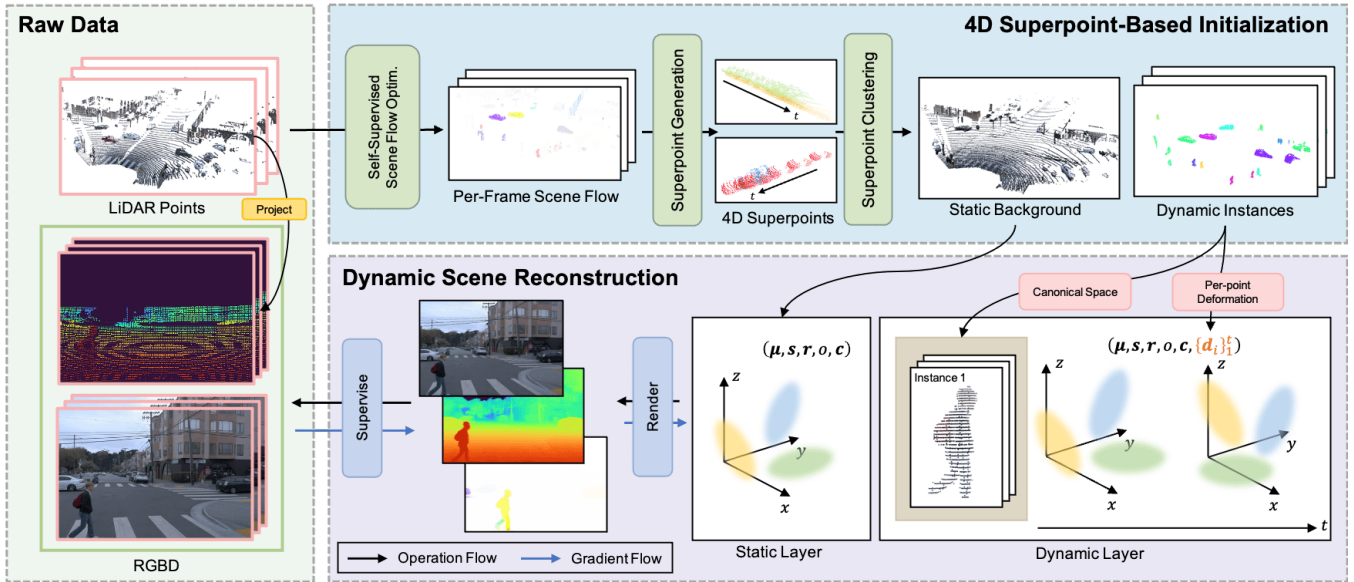 Raw Data
LiDAR Points
Project
RGBD
4D Superpoint-Based Initialization
Self-Supervised
Scene Flow Optim.
Per-Frame Scene Flow
Superpoint Generation
t
t
4D Superpoints
Superpoint Clustering
Static Background
Dynamic Instances
Dynamic Scene Reconstruction
Supervise
Render
Operation Flow
Gradient Flow
(μ, s, r, o, c)
z
y
x
Static Layer
Canonical Space
Per-point
Deformation
Instance 1
(μ, s, r, o, c, {d_i}_1^t)
z
y
x
z
y
x
t
Dynamic Layer